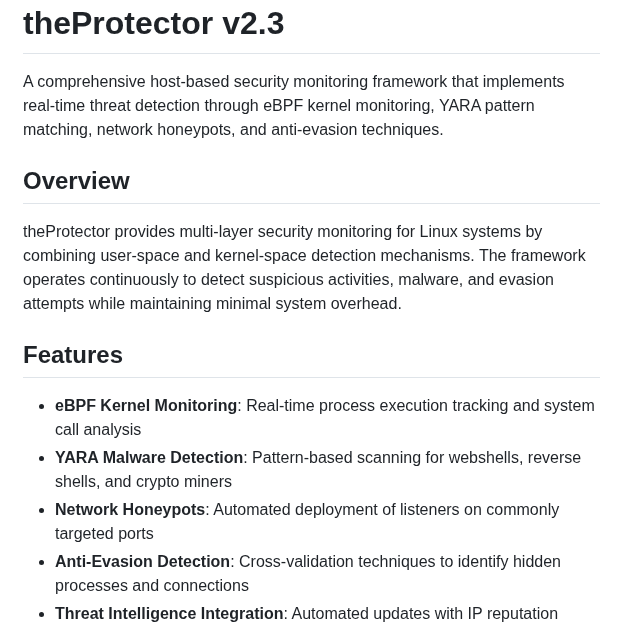 theProtector v2.3
A comprehensive host-based security monitoring framework that implements
real-time threat detection through eBPF kernel monitoring, YARA pattern
matching, network honeypots, and anti-evasion techniques.
Overview
theProtector provides multi-layer security monitoring for Linux systems by
combining user-space and kernel-space detection mechanisms. The framework
operates continuously to detect suspicious activities, malware, and evasion
attempts while maintaining minimal system overhead.
Features
• eBPF Kernel Monitoring: Real-time process execution tracking and system
call analysis
• YARA Malware Detection: Pattern-based scanning for webshells, reverse
shells, and crypto miners
• Network Honeypots: Automated deployment of listeners on commonly
targeted ports
• Anti-Evasion Detection: Cross-validation techniques to identify hidden
processes and connections
• Threat Intelligence Integration: Automated updates with IP reputation